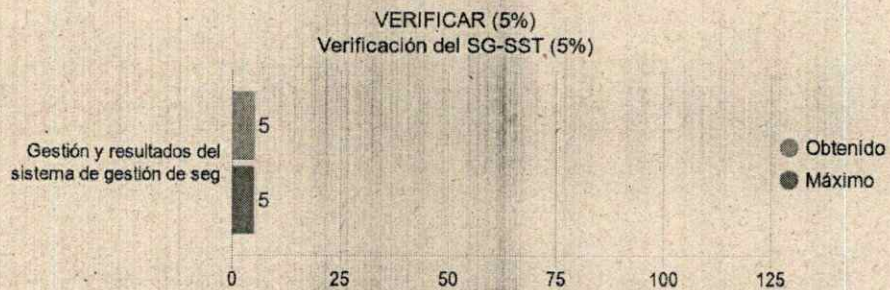 VERIFICAR (5%)
Verificación del SG-SST (5%)
Gestión y resultados del
sistema de gestión de seg
5
5
Obtenido
Máximo
0 25 50 75 100 125